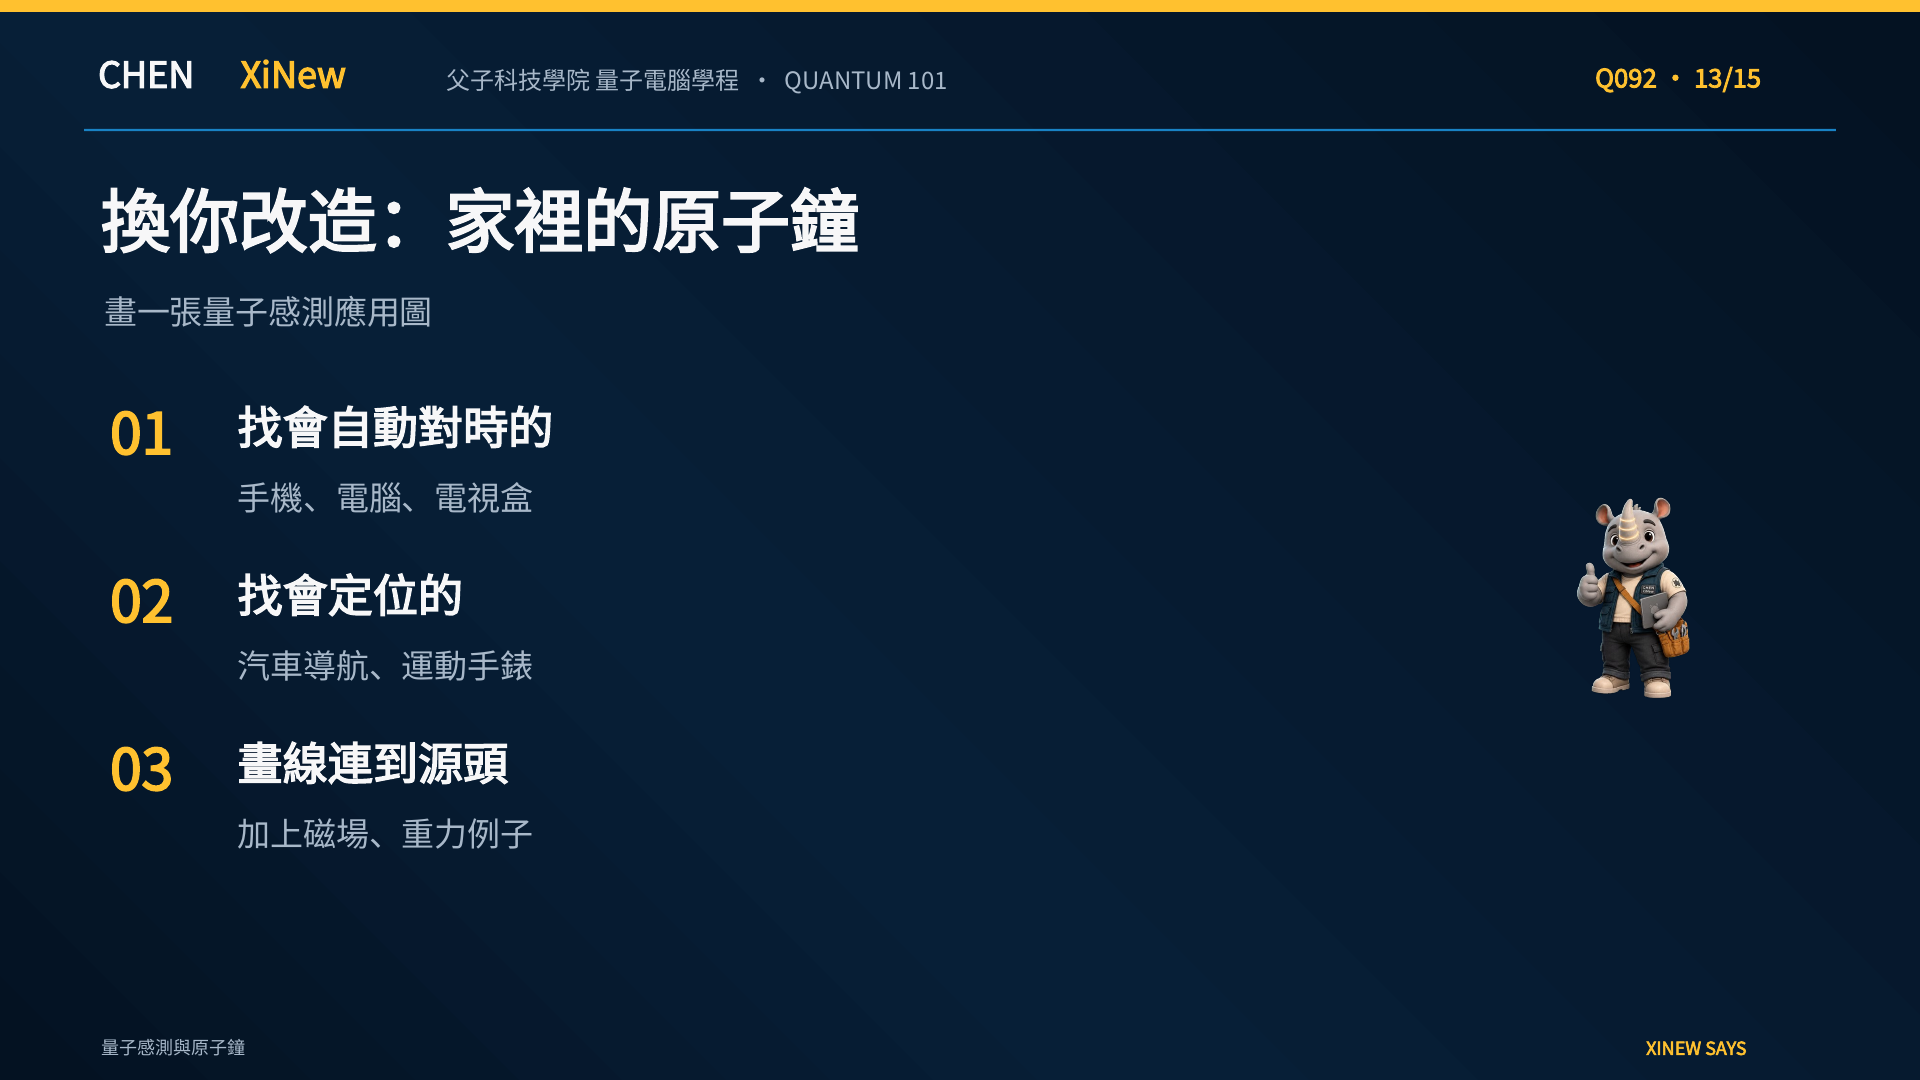 CHEN XiNew 父子科技學院 量子電腦學程 · QUANTUM 101 Q092 · 13/15
換你改造：家裡的原子鐘
畫一張量子感測應用圖
01 找會自動對時的
手機、電腦、電視盒
02 找會定位的
汽車導航、運動手錶
03 畫線連到源頭
加上磁場、重力例子
量子感測與原子鐘 XINEW SAYS